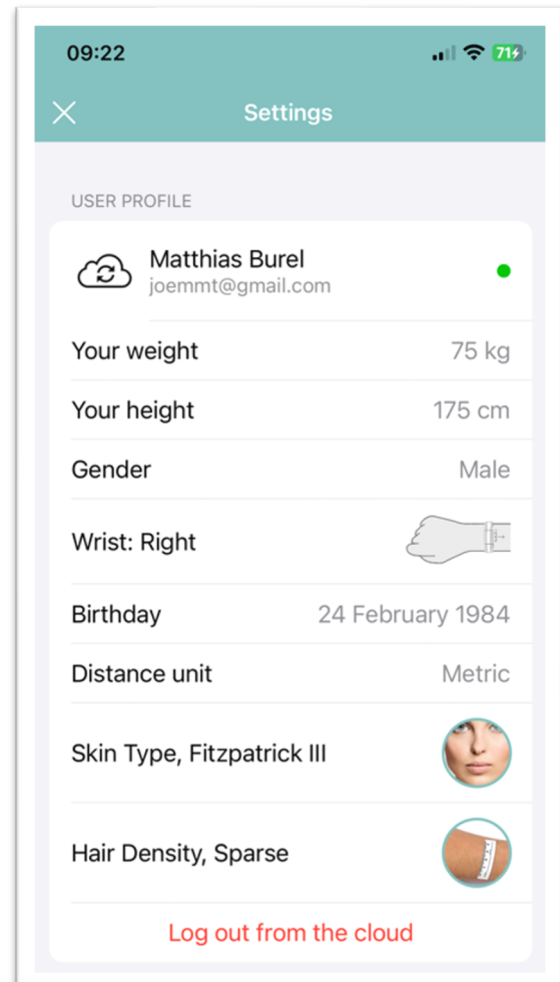 09:22
71
Settings
USER PROFILE
Matthias Burel
joemmt@gmail.com
Your weight 75 kg
Your height 175 cm
Gender Male
Wrist: Right
Birthday 24 February 1984
Distance unit Metric
Skin Type, Fitzpatrick III
Hair Density, Sparse
Log out from the cloud